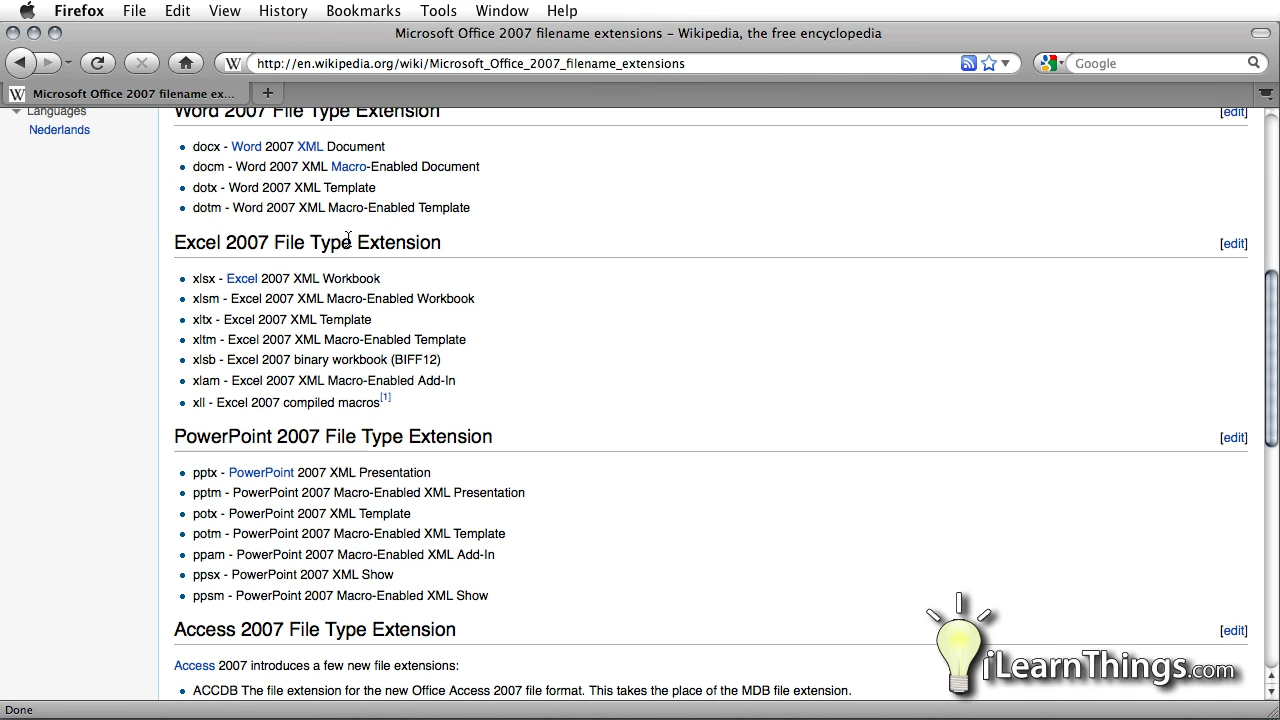 Firefox File Edit View History Bookmarks Tools Window Help
Microsoft Office 2007 filename extensions – Wikipedia, the free encyclopedia
W http://en.wikipedia.org/wiki/Microsoft_Office_2007_filename_extensions Google
W Microsoft Office 2007 filename ex... +
Languages
Nederlands
Word 2007 File Type Extension [edit]
docx - Word 2007 XML Document
docm - Word 2007 XML Macro-Enabled Document
dotx - Word 2007 XML Template
dotm - Word 2007 XML Macro-Enabled Template
Excel 2007 File Type Extension [edit]
xlsx - Excel 2007 XML Workbook
xlsm - Excel 2007 XML Macro-Enabled Workbook
xltx - Excel 2007 XML Template
xltm - Excel 2007 XML Macro-Enabled Template
xlsb - Excel 2007 binary workbook (BIFF12)
xlam - Excel 2007 XML Macro-Enabled Add-In
xll - Excel 2007 compiled macros[1]
PowerPoint 2007 File Type Extension [edit]
pptx - PowerPoint 2007 XML Presentation
pptm - PowerPoint 2007 Macro-Enabled XML Presentation
potx - PowerPoint 2007 XML Template
potm - PowerPoint 2007 Macro-Enabled XML Template
ppam - PowerPoint 2007 Macro-Enabled XML Add-In
ppsx - PowerPoint 2007 XML Show
ppsm - PowerPoint 2007 Macro-Enabled XML Show
Access 2007 File Type Extension [edit]
Access 2007 introduces a few new file extensions:
ACCDB The file extension for the new Office Access 2007 file format. This takes the place of the MDB file extension.
iLearnThings.com
Done